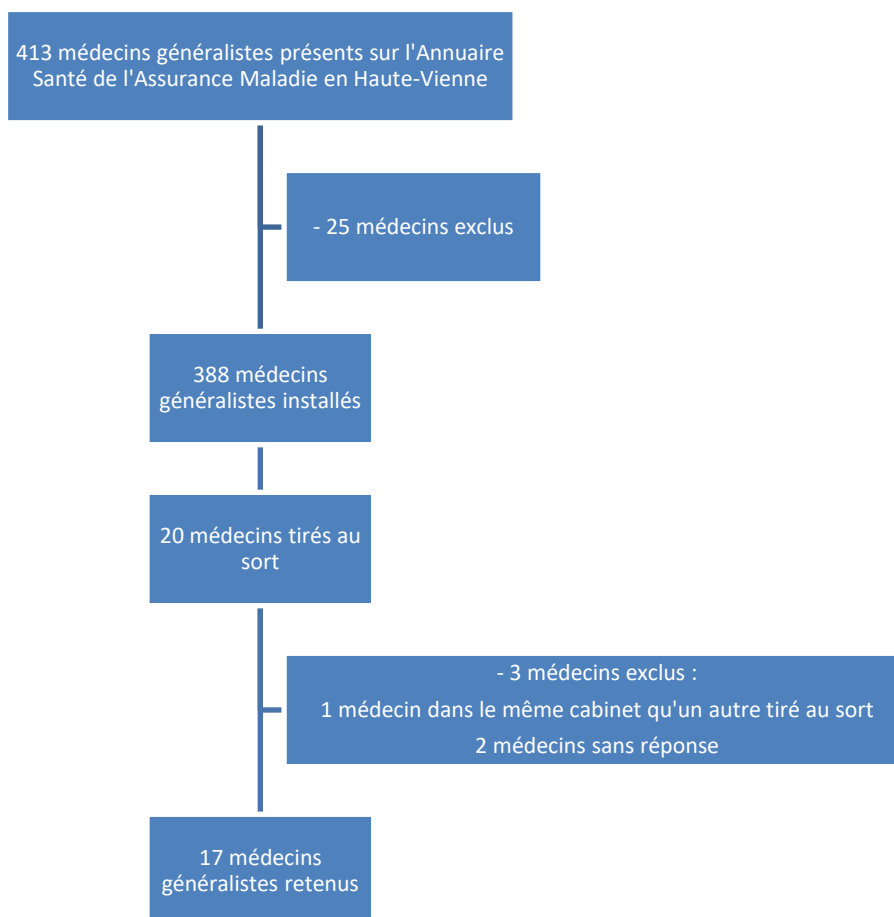 413 médecins généralistes présents sur l'Annuaire
Santé de l'Assurance Maladie en Haute-Vienne
- 25 médecins exclus
388 médecins
généralistes installés
20 médecins tirés au
sort
- 3 médecins exclus :
1 médecin dans le même cabinet qu'un autre tiré au sort
2 médecins sans réponse
17 médecins
généralistes retenus